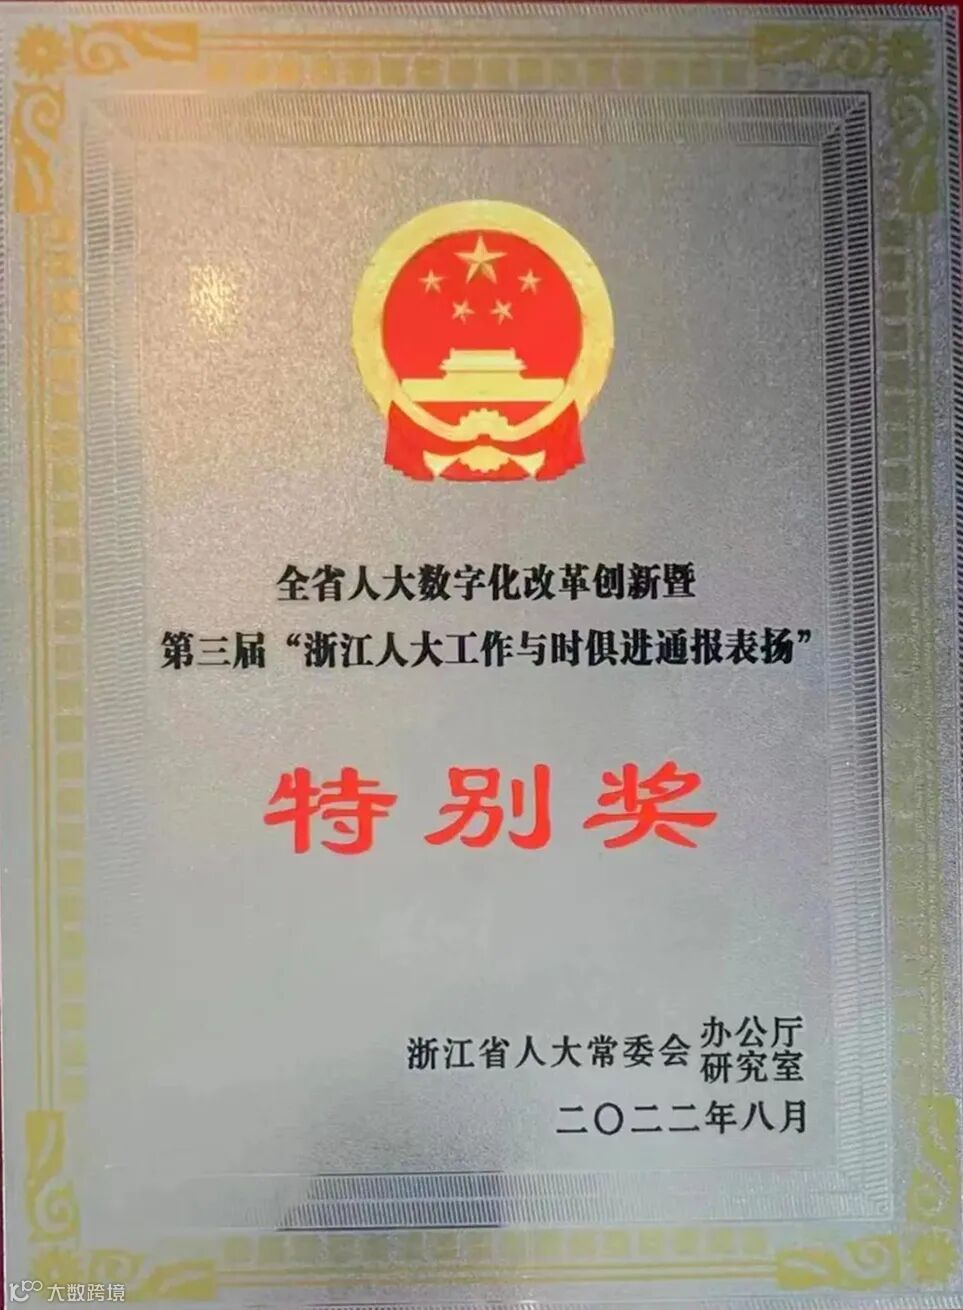 全省人大数字化改革创新暨
第三届“浙江人大工作与时俱进通报表扬”
特别奖
浙江省人大常委会办公厅
研究室
二〇二二年八月
大数跨境